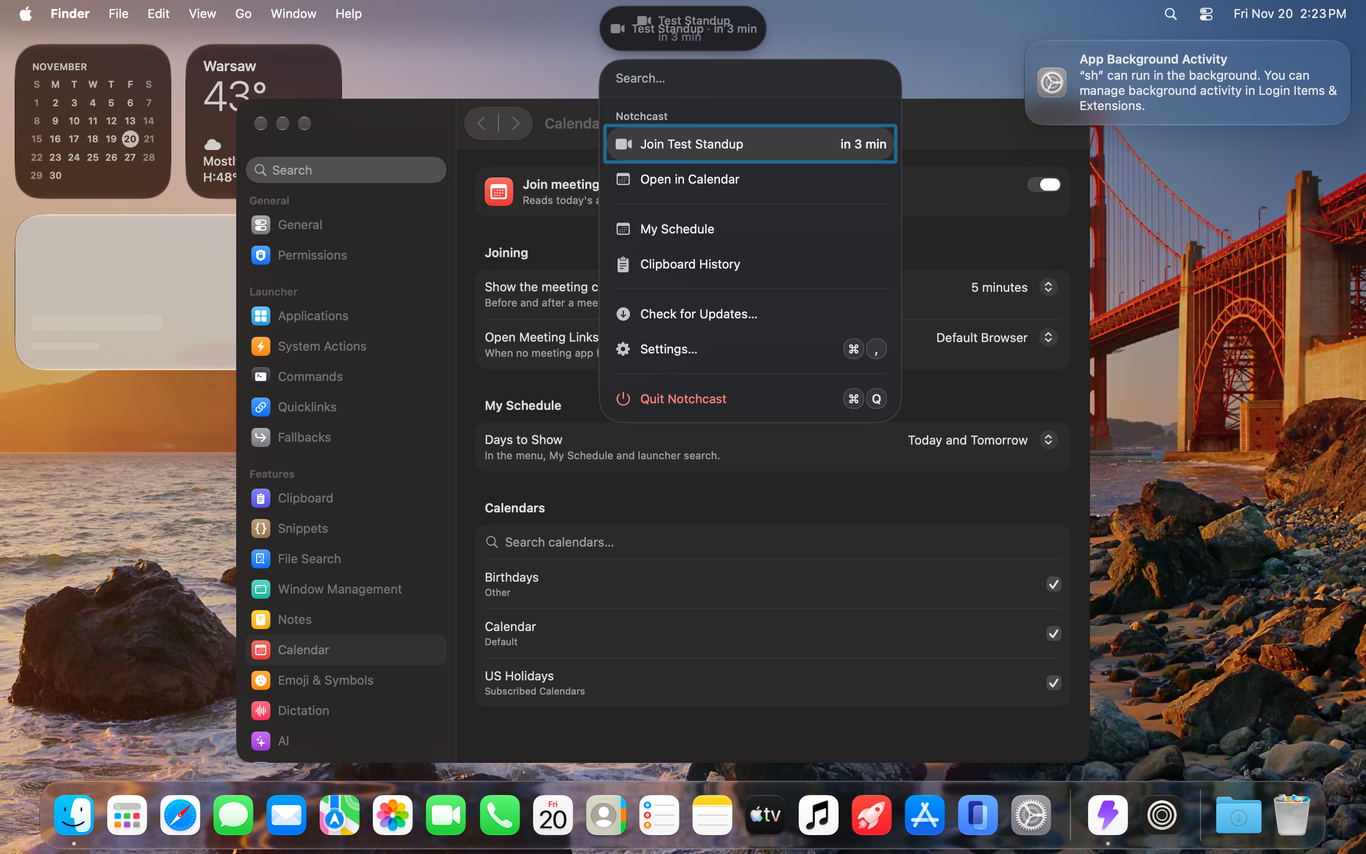 Finder File Edit View Go Window Help
Fri Nov 20 2:23 PM
Test Standup
Test Standup · in 3 min
in 3 min
NOVEMBER
S M T W T F S
1 2 3 4 5 6 7
8 9 10 11 12 13 14
15 16 17 18 19 20 21
22 23 24 25 26 27 28
29 30
Warsaw
43°
Mostl
H:48°
App Background Activity
“sh” can run in the background. You can
manage background activity in Login Items &
Extensions.
Search
General
General
Permissions
Launcher
Applications
System Actions
Commands
Quicklinks
Fallbacks
Features
Clipboard
Snippets
File Search
Window Management
Notes
Calendar
Emoji & Symbols
Dictation
AI
Calenda
Join meeting
Reads today's a
Joining
Show the meeting c
Before and after a mee
5 minutes
Open Meeting Links
When no meeting app
Default Browser
My Schedule
Days to Show
In the menu, My Schedule and launcher search.
Today and Tomorrow
Calendars
Search calendars...
Birthdays
Other
Calendar
Default
US Holidays
Subscribed Calendars
Search...
Notchcast
Join Test Standup in 3 min
Open in Calendar
My Schedule
Clipboard History
Check for Updates...
Settings... ⌘ ,
Quit Notchcast ⌘ Q
Fri
20
tv